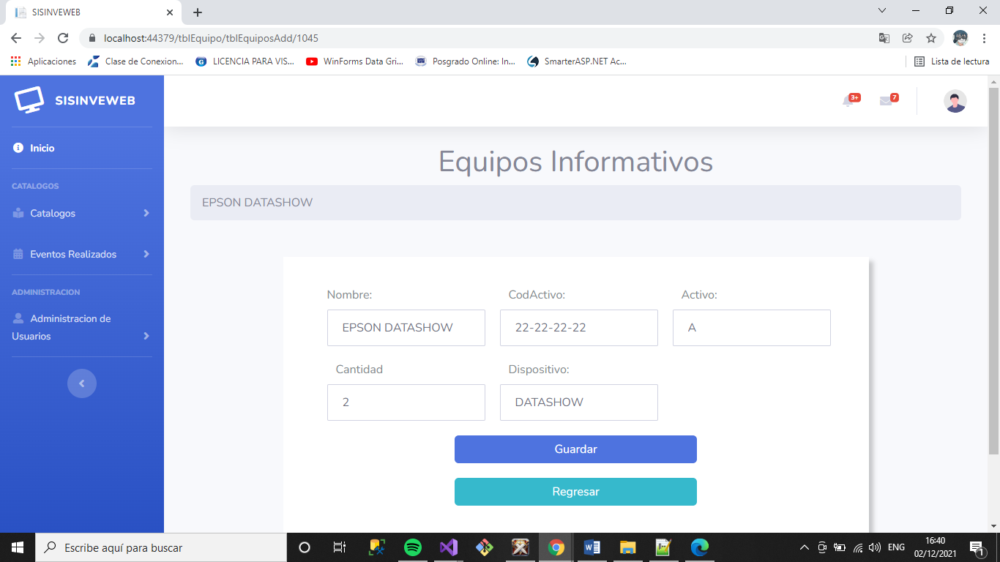 SISINVEWEB
localhost:44379/tblEquipo/tblEquiposAdd/1045
Aplicaciones
Clase de Conexion...
LICENCIA PARA VIS...
WinForms Data Gri...
Posgrado Online: In...
SmarterASP.NET Ac...
Lista de lectura
SISINVEWEB
3+
7
Inicio
CATALOGOS
Catalogos
Eventos Realizados
ADMINISTRACION
Administracion de
Usuarios
Equipos Informativos
EPSON DATASHOW
Nombre:
CodActivo:
Activo:
EPSON DATASHOW
22-22-22-22
A
Cantidad
Dispositivo:
2
DATASHOW
Guardar
Regresar
Escribe aquí para buscar
ENG
16:40
02/12/2021
1